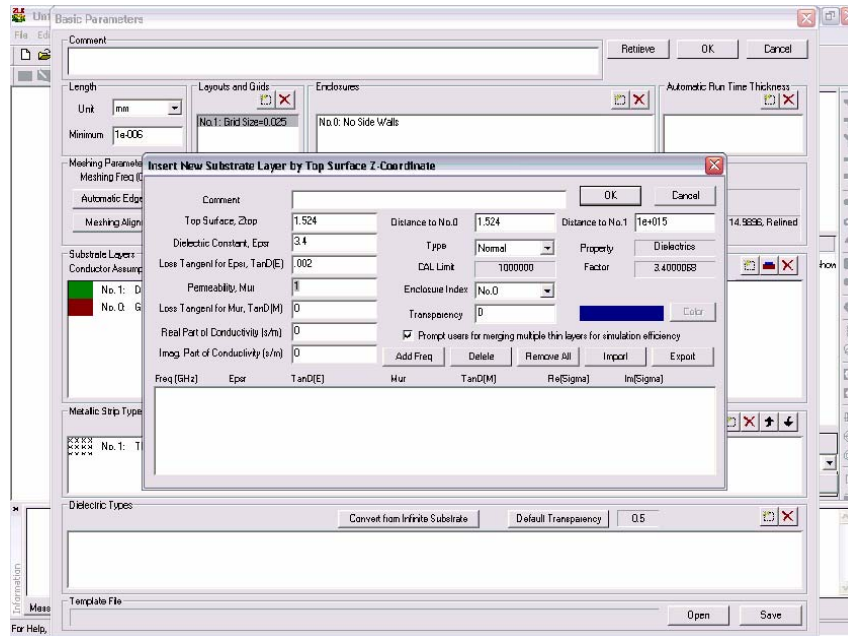 Basic Parameters
Comment
Retrieve
OK
Cancel
Length
Unit mm
Minimum 1e-006
Layouts and Grids
No.1: Grid Size=0.025
Enclosures
No.0: No Side Walls
Automatic Run Time Thickness
Meshing Paramete
Meshing Freq (
Automatic Edge
Meshing Align
14.9896, Refined
Insert New Substrate Layer by Top Surface Z-Coordinate
Comment
OK
Cancel
Top Surface, Ztop 1.524
Distance to No.0 1.524
Distance to No.1 1e+015
Dielectric Constant, Epsr 3.4
Type Normal
Property Dielectrics
Loss Tangent for Epsr, TanD(E) .002
CAL Limit 1000000
Factor 3.4000068
Permeability, Mur 1
Enclosure Index No.0
Loss Tangent for Mur, TanD(M) 0
Transparency 0
Color
Real Part of Conductivity (s/m) 0
Prompt users for merging multiple thin layers for simulation efficiency
Imag. Part of Conductivity (s/m) 0
Add Freq
Delete
Remove All
Import
Export
Freq (GHz) Epsr TanD(E) Mur TanD(M) Re(Sigma) Im(Sigma)
Substrate Layers
Conductor Assump
No. 1: D
No. 0: G
how
Metallic Strip Type
No. 1: T
Dielectric Types
Convert from Infinite Substrate
Default Transparency 0.5
Template File
Open
Save
Information
Mess
For Help,